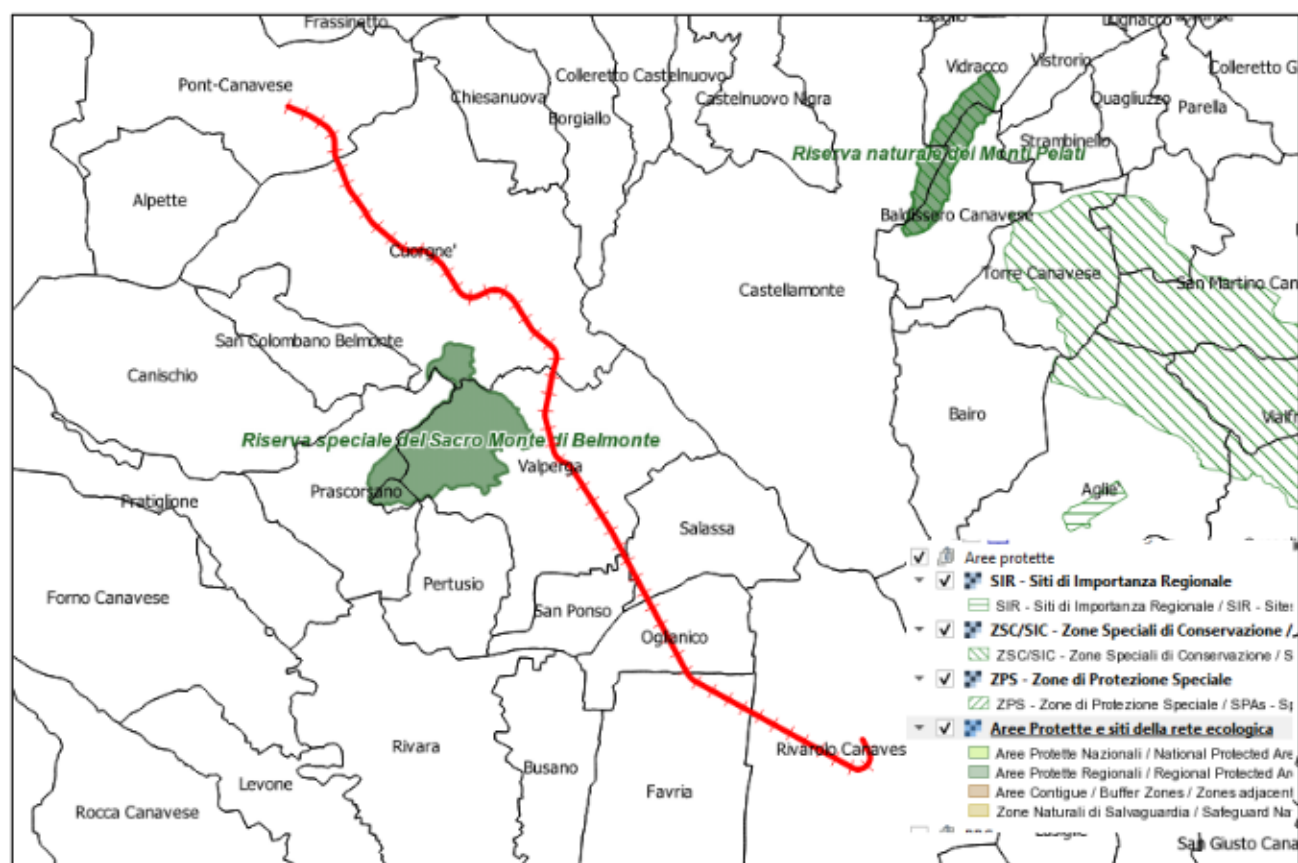 Frassinetto
Pont-Canavese
Chiesanuova
Colleretto Castelnuovo
Borgiallo
Castelnuovo Nigra
Vidracco
Vistrorio
Lugnacco
Quagliuzzo
Parella
Colleretto G
Strambinello
Riserva naturale dei Monti Pelati
Alpette
Baldissero Canavese
Cuorgne'
Torre Canavese
San Martino Can
Castellamonte
San Colombano Belmonte
Canischio
Bairo
Vialfr
Riserva speciale del Sacro Monte di Belmonte
Valperga
Prascorsano
Pratiglione
Agliè
Salassa
Pertusio
Forno Canavese
San Ponso
Oglianico
Rivara
Busano
Rivarolo Canaves
Favria
Levone
Rocca Canavese
San Giusto Cana
Aree protette
SIR - Siti di Importanza Regionale
SIR - Siti di Importanza Regionale / SIR - Sites
ZSC/SIC - Zone Speciali di Conservazione /
ZSC/SIC - Zone Speciali di Conservazione / S
ZPS - Zone di Protezione Speciale
ZPS - Zone di Protezione Speciale / SPAs - Sp
Aree Protette e siti della rete ecologica
Aree Protette Nazionali / National Protected Are
Aree Protette Regionali / Regional Protected Are
Aree Contigue / Buffer Zones / Zones adjacent
Zone Naturali di Salvaguardia / Safeguard Na